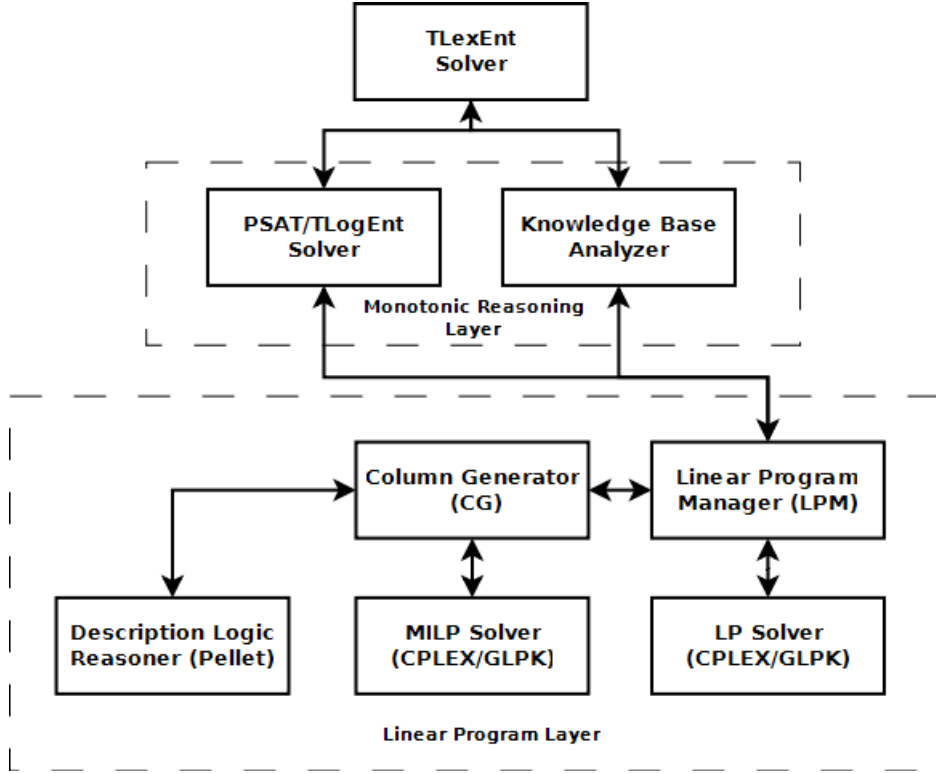 TLexEnt
Solver
PSAT/TLogEnt
Solver
Knowledge Base
Analyzer
Monotonic Reasoning
Layer
Column Generator
(CG)
Linear Program
Manager (LPM)
Description Logic
Reasoner (Pellet)
MILP Solver
(CPLEX/GLPK)
LP Solver
(CPLEX/GLPK)
Linear Program Layer